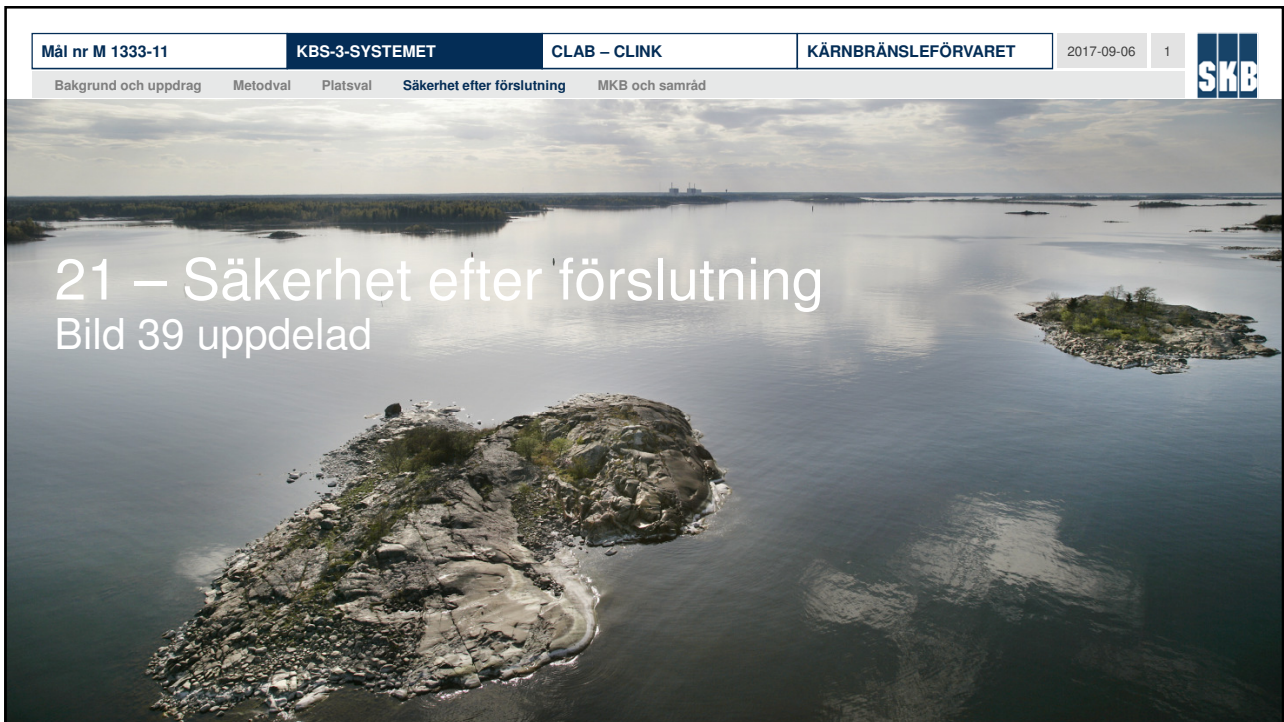 Mål nr M 1333-11 KBS-3-SYSTEMET CLAB – CLINK KÄRNBRÄNSLEFÖRVARET 2017-09-06 1
SKB
Bakgrund och uppdrag Metodval Platsval Säkerhet efter förslutning MKB och samråd
21 – Säkerhet efter förslutning
Bild 39 uppdelad